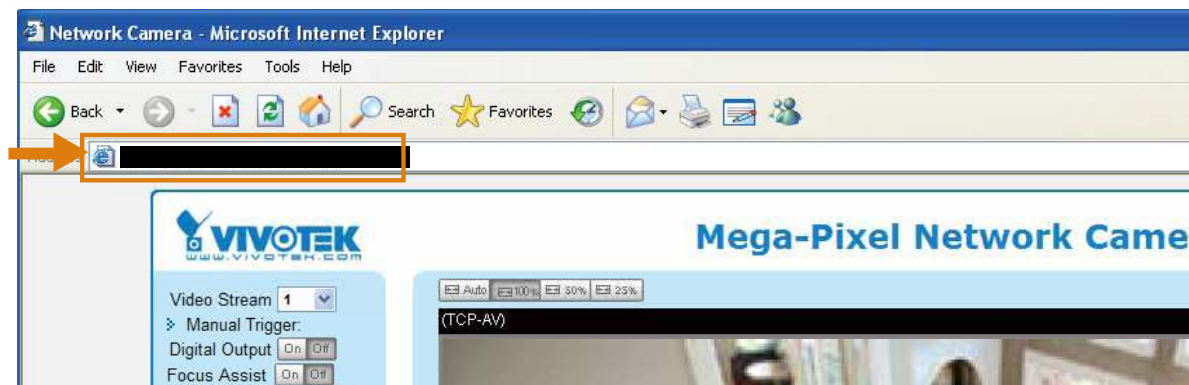 Network Camera - Microsoft Internet Explorer
File Edit View Favorites Tools Help
Back Search Favorites
VIVOTEK
WWW.VIVOTEK.COM
Mega-Pixel Network Came
Auto 100% 50% 25%
Video Stream 1
(TCP-AV)
Manual Trigger:
Digital Output On Off
Focus Assist On Off